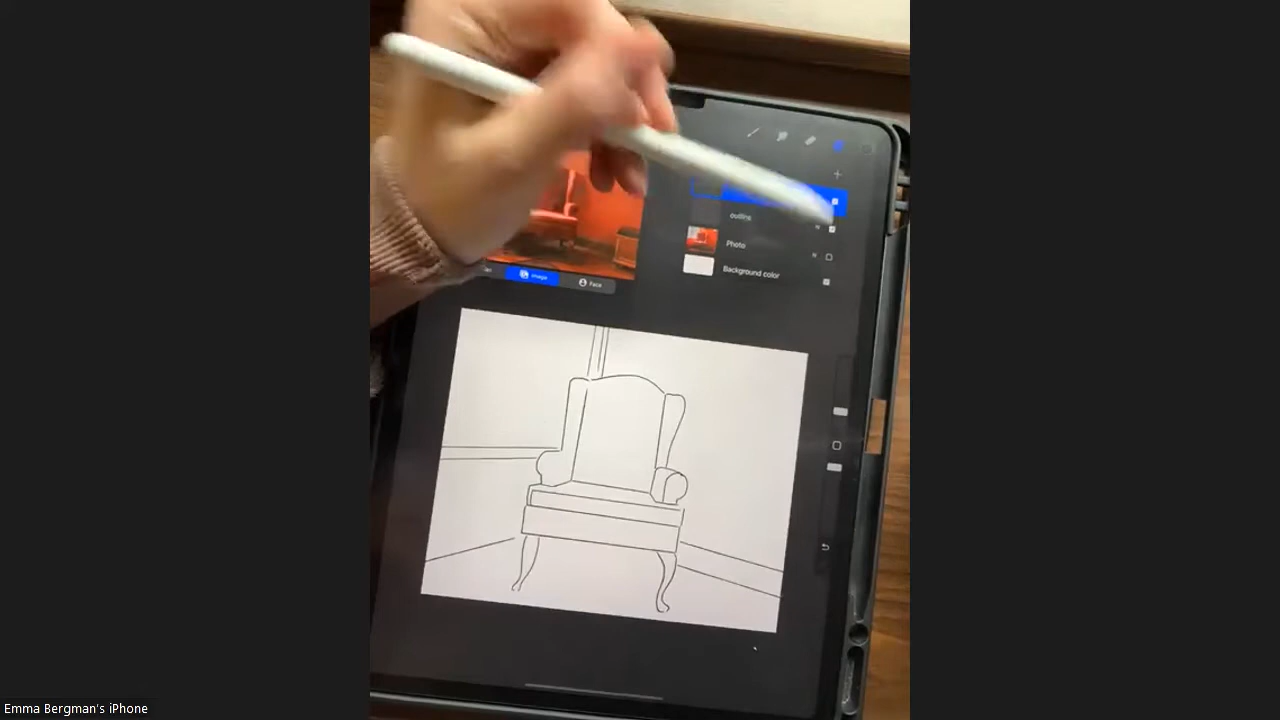 outline
Photo
Background color
Image
Face
Emma Bergman's iPhone